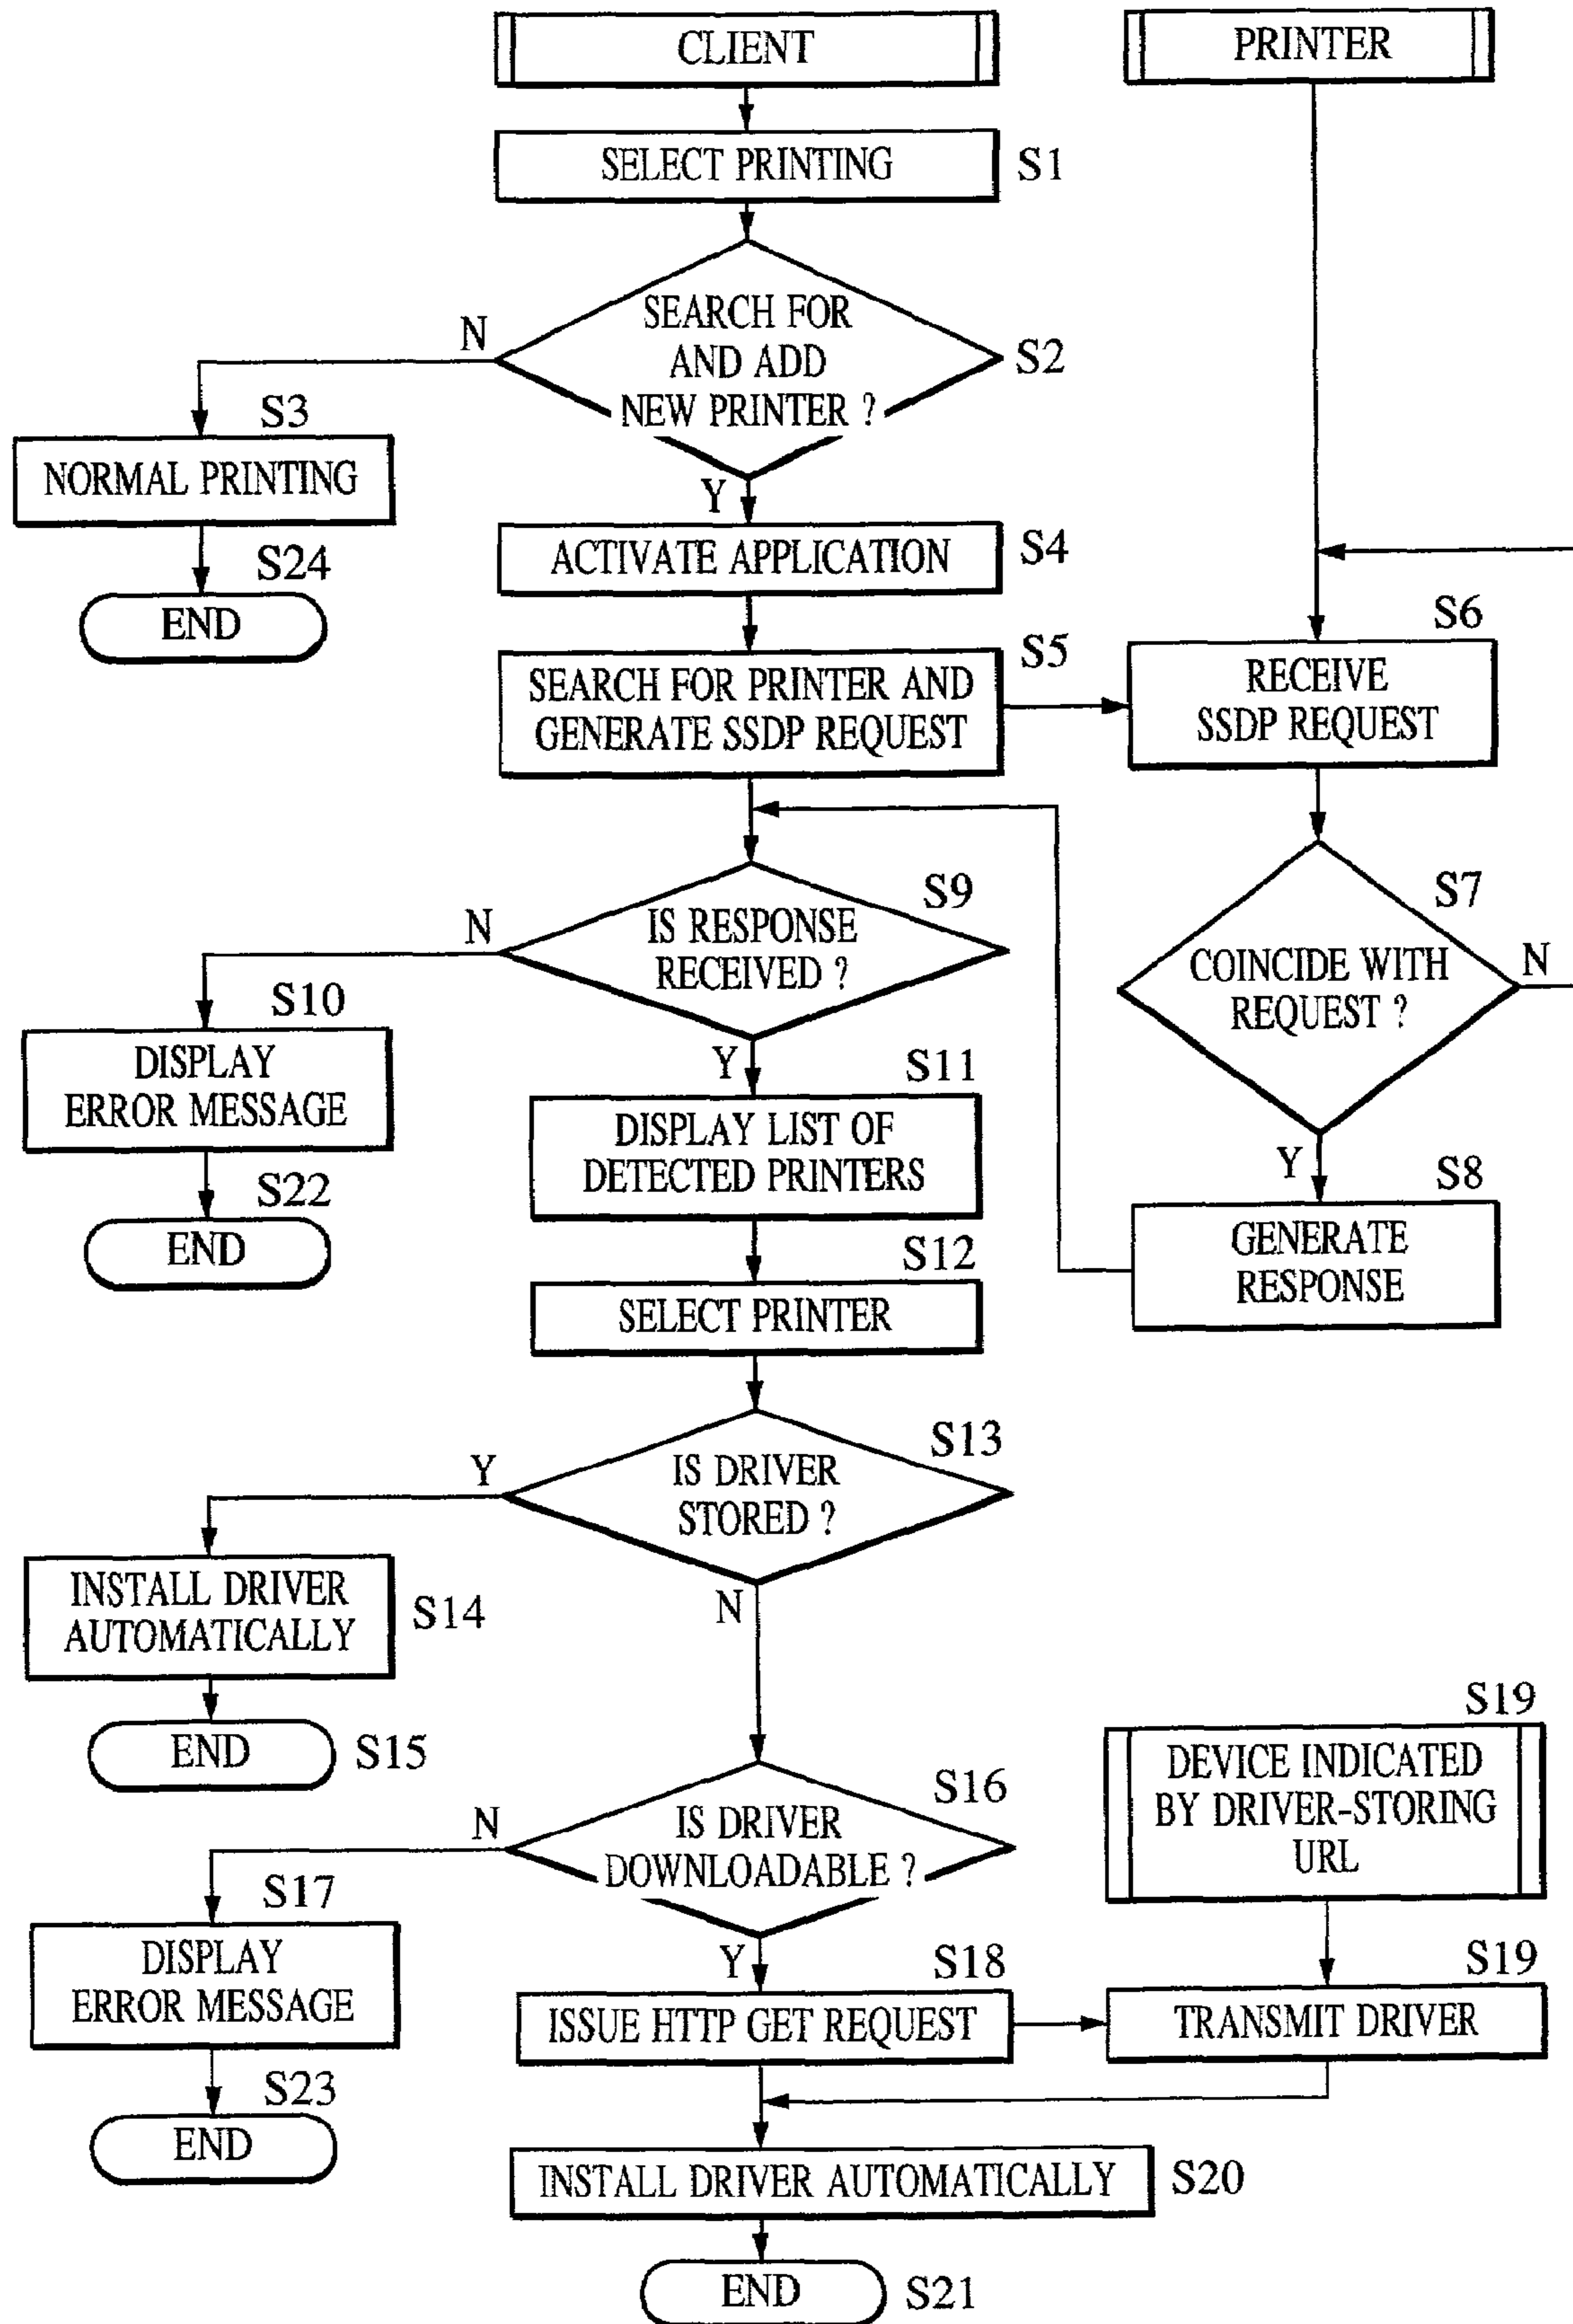 CLIENT
PRINTER
SELECT PRINTING
S1
SEARCH FOR
AND ADD
NEW PRINTER ?
S2
N
Y
S3
NORMAL PRINTING
S24
END
ACTIVATE APPLICATION
S4
SEARCH FOR PRINTER AND
GENERATE SSDP REQUEST
S5
S6
RECEIVE
SSDP REQUEST
S7
COINCIDE WITH
REQUEST ?
N
Y
S8
GENERATE
RESPONSE
S9
IS RESPONSE
RECEIVED ?
N
Y
S10
DISPLAY
ERROR MESSAGE
S22
END
S11
DISPLAY LIST OF
DETECTED PRINTERS
S12
SELECT PRINTER
S13
IS DRIVER
STORED ?
Y
N
INSTALL DRIVER
AUTOMATICALLY
S14
END
S15
S16
IS DRIVER
DOWNLOADABLE ?
N
Y
S17
DISPLAY
ERROR MESSAGE
S23
END
S19
DEVICE INDICATED
BY DRIVER-STORING
URL
S18
ISSUE HTTP GET REQUEST
S19
TRANSMIT DRIVER
INSTALL DRIVER AUTOMATICALLY
S20
END
S21